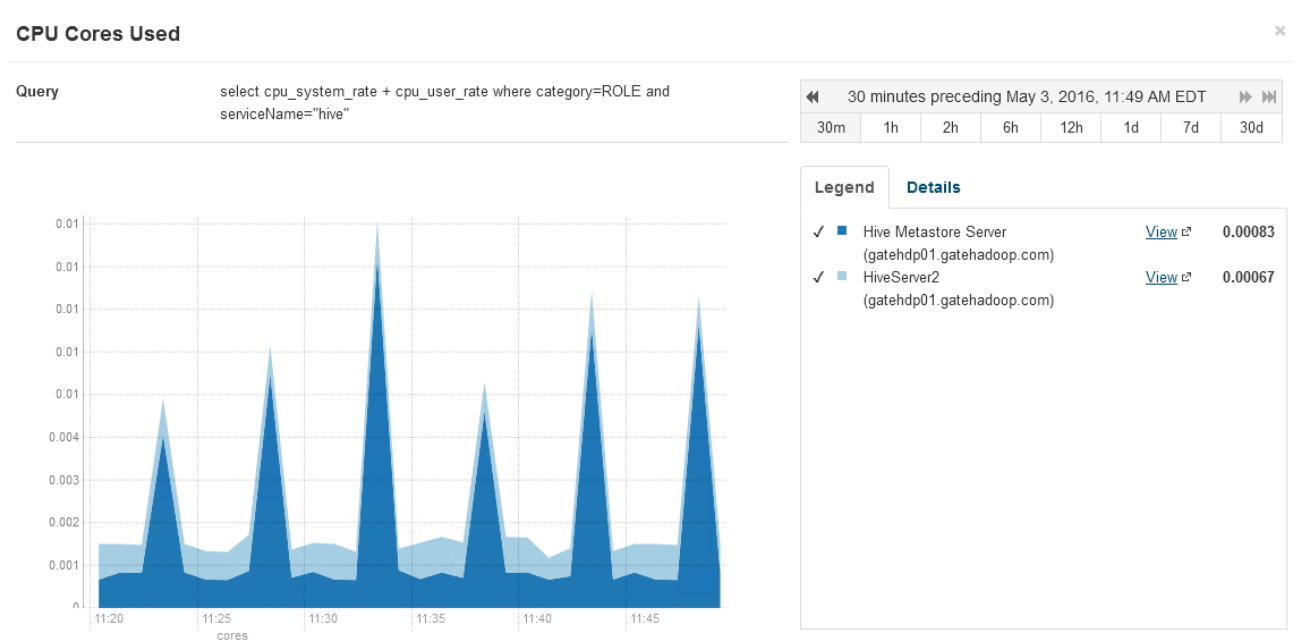 CPU Cores Used
×
Query
select cpu_system_rate + cpu_user_rate where category=ROLE and
serviceName="hive"
30 minutes preceding May 3, 2016, 11:49 AM EDT
30m 1h 2h 6h 12h 1d 7d 30d
Legend Details
Hive Metastore Server View 0.00083
(gatehdp01.gatehadoop.com)
HiveServer2 View 0.00067
(gatehdp01.gatehadoop.com)
0.01
0.01
0.01
0.01
0.01
0.004
0.003
0.002
0.001
0
11:20 11:25 11:30 11:35 11:40 11:45
cores